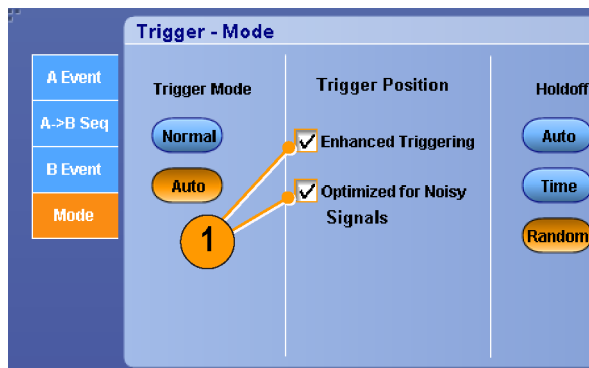 Trigger - Mode
A Event
A->B Seq
B Event
Mode
Trigger Mode
Normal
Auto
1
Trigger Position
Enhanced Triggering
Optimized for Noisy
Signals
Holdoff
Auto
Time
Random